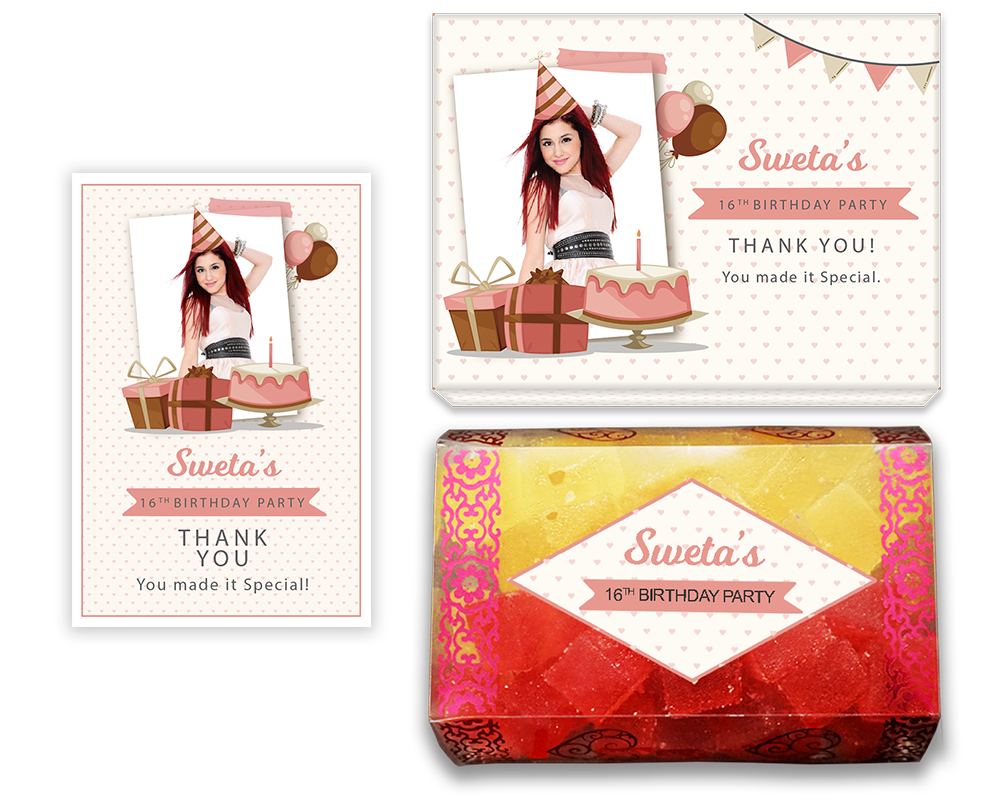 Sweta's
16TH BIRTHDAY PARTY
THANK
YOU
You made it Special!
Sweta's
16TH BIRTHDAY PARTY
THANK YOU!
You made it Special.
Sweta's
16TH BIRTHDAY PARTY